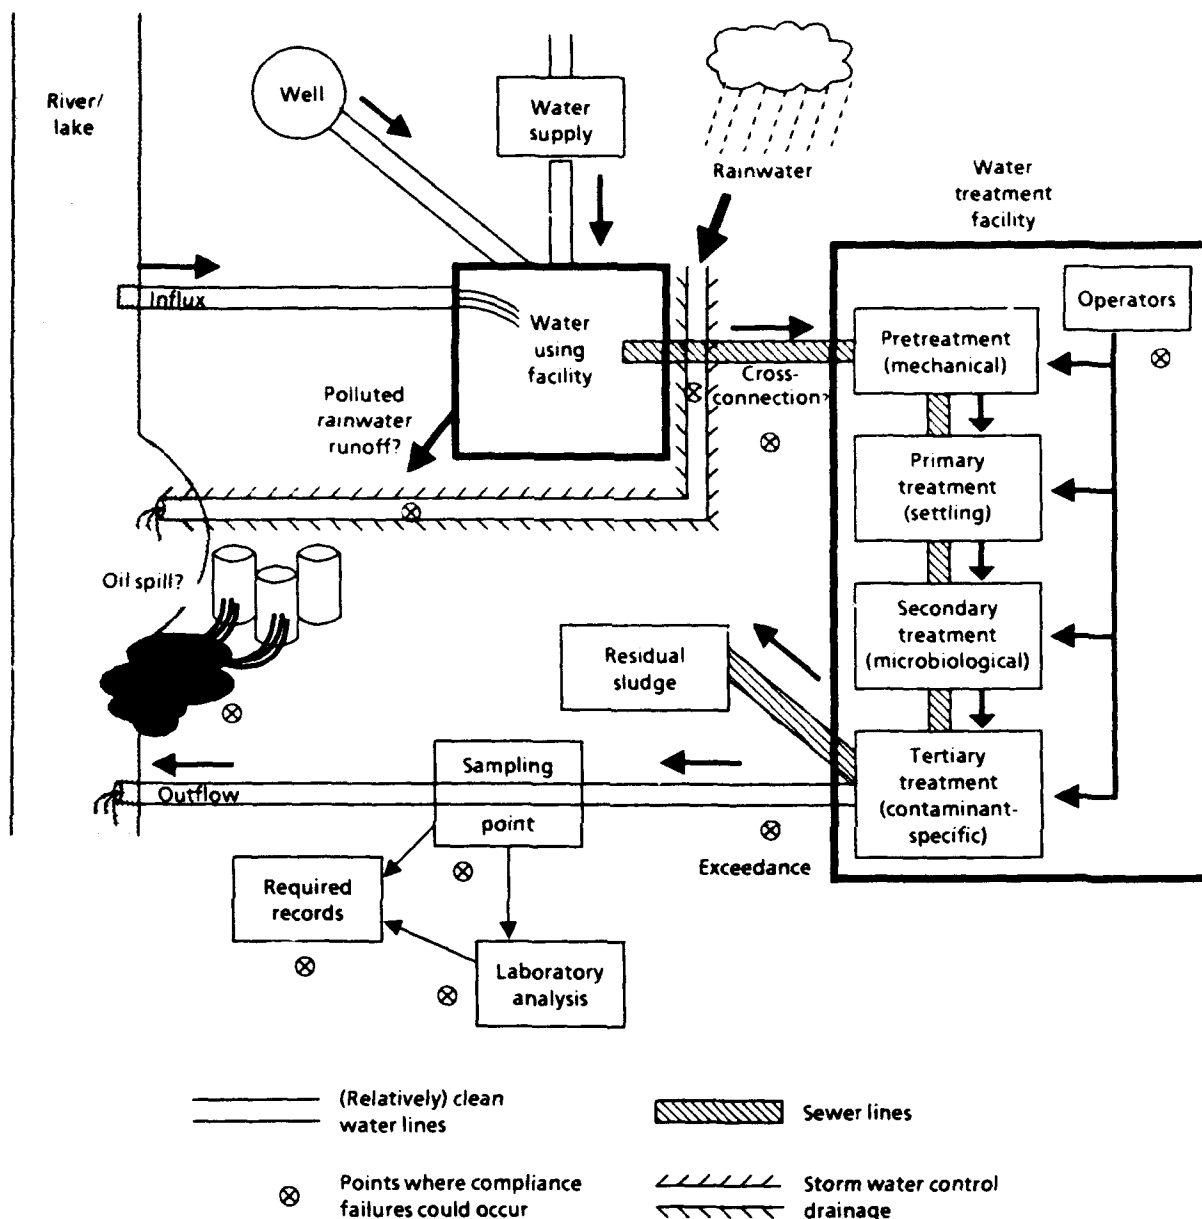 River/
lake
Well
Water
supply
Rainwater
Water
treatment
facility
Influx
Water
using
facility
Operators
Pretreatment
(mechanical)
Cross-
connection?
Polluted
rainwater
runoff?
Primary
treatment
(settling)
Oil spill?
Secondary
treatment
(microbiological)
Residual
sludge
Tertiary
treatment
(contaminant-
specific)
Sampling
point
Outflow
Exceedance
Required
records
Laboratory
analysis
(Relatively) clean
water lines
Sewer lines
Points where compliance
failures could occur
Storm water control
drainage